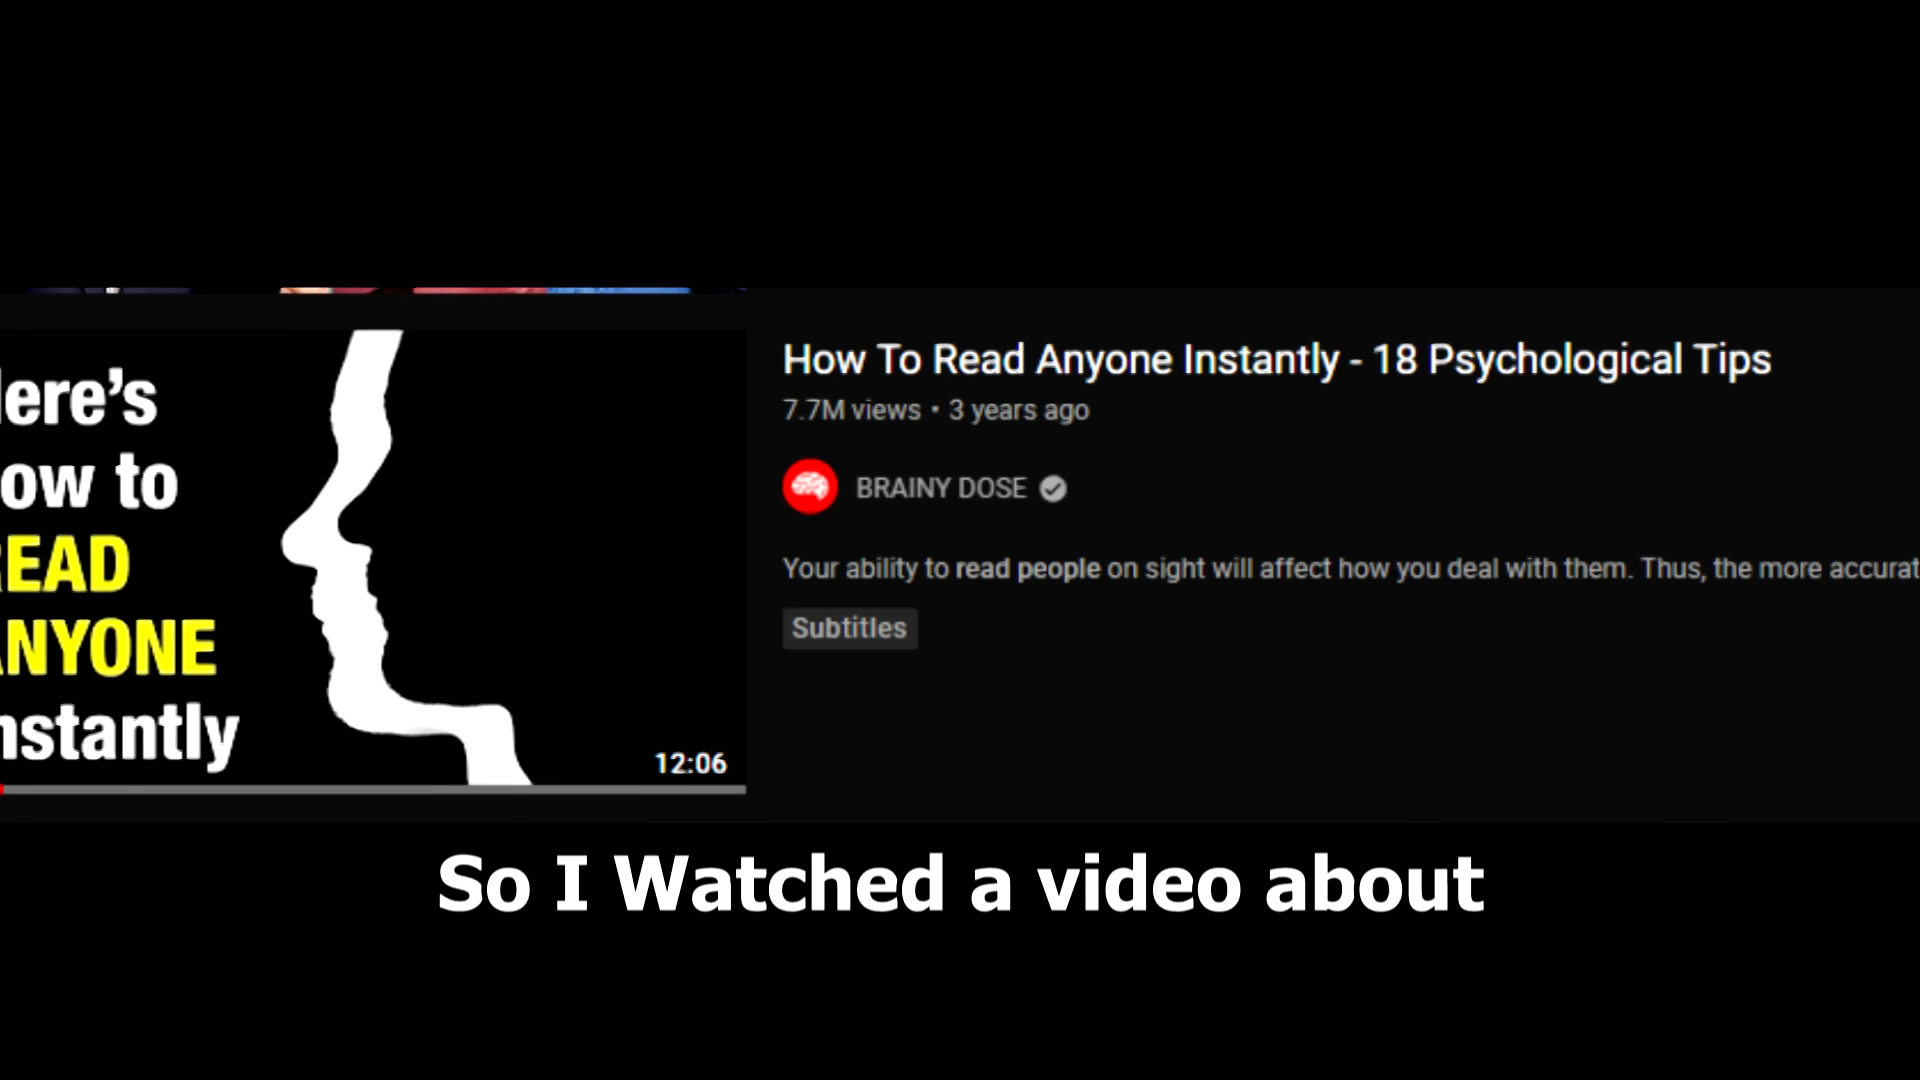 ere's
ow to
EAD
NYONE
nstantly
12:06
How To Read Anyone Instantly - 18 Psychological Tips
7.7M views • 3 years ago
BRAINY DOSE
Your ability to read people on sight will affect how you deal with them. Thus, the more accurat
Subtitles
So I Watched a video about